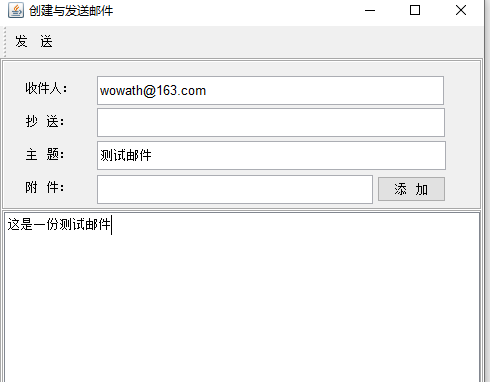 创建与发送邮件
发 送
收件人： wowath@163.com
抄 送：
主 题： 测试邮件
附 件： 添 加
这是一份测试邮件